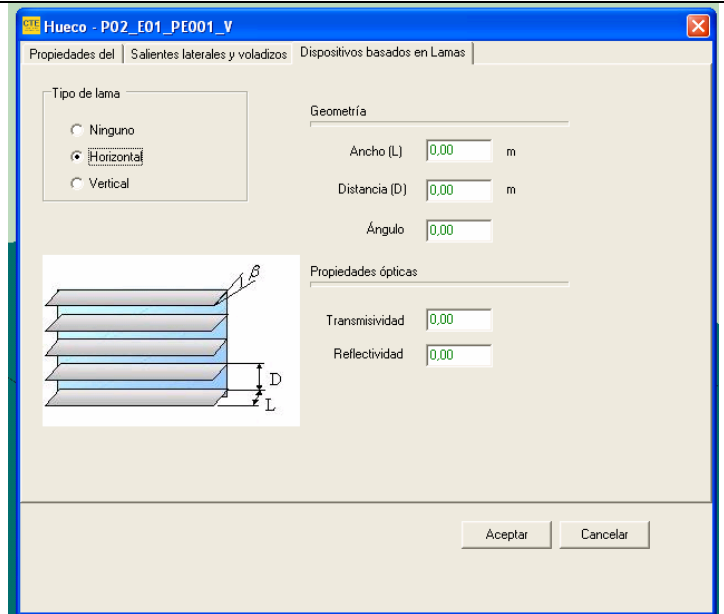 CTE
Hueco - P02_E01_PE001_V
Propiedades del
Salientes laterales y voladizos
Dispositivos basados en Lamas
Tipo de lama
Ninguno
Horizontal
Vertical
Geometría
Ancho (L) 0,00 m
Distancia (D) 0,00 m
Ángulo 0,00
Propiedades ópticas
Transmisividad 0,00
Reflectividad 0,00
β
D
L
Aceptar
Cancelar